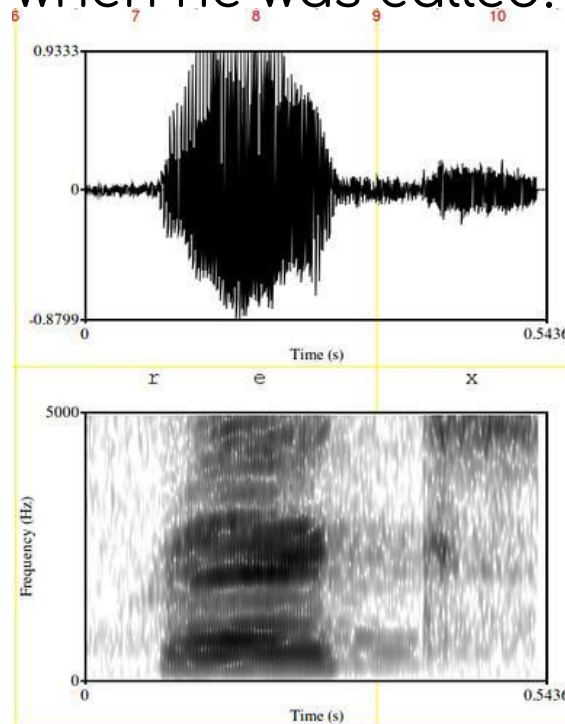 when he was called?
6 7 8 9 10
0.9333
0
-0.8799
0 0.5436
Time (s)
r e x
5000
Frequency (Hz)
0
0 0.5436
Time (s)